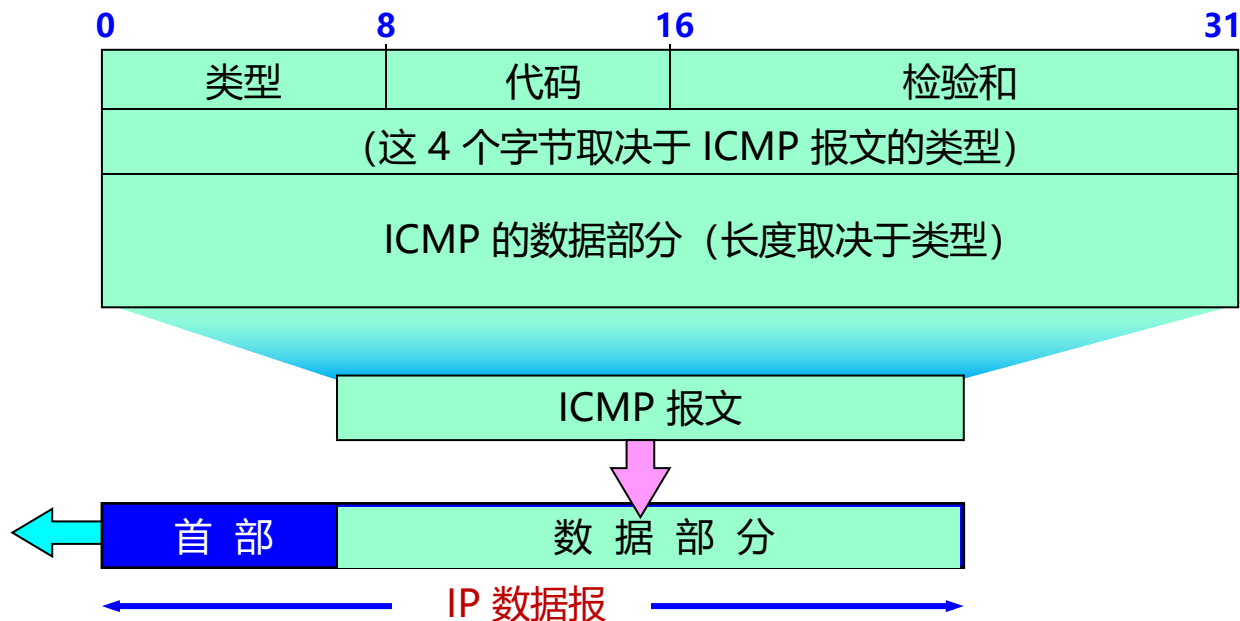 0 8 16 31
类型 代码 检验和
(这 4 个字节取决于 ICMP 报文的类型)
ICMP 的数据部分（长度取决于类型）
ICMP 报文
首 部 数 据 部 分
IP 数据报